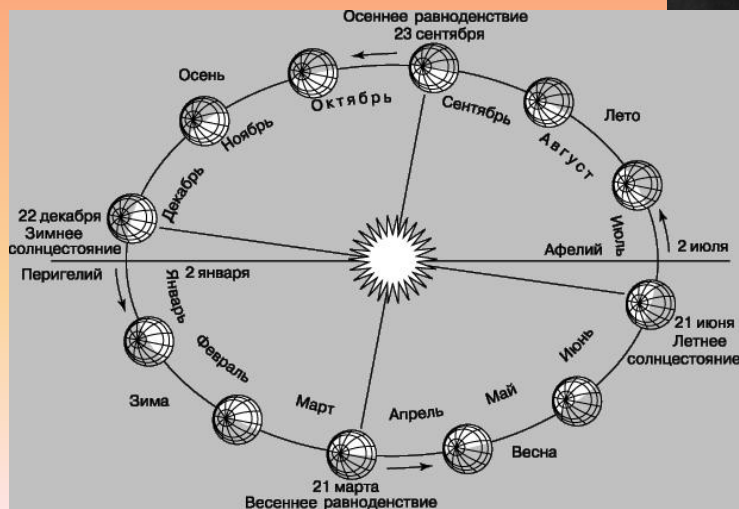 Осеннее равноденствие
23 сентября
Осень
Октябрь
Сентябрь
Лето
Ноябрь
Август
Декабрь
22 декабря
Зимнее
солнцестояние
Июль
Афелий
2 июля
Перигелий
2 января
Январь
21 июня
Летнее
солнцестояние
Июнь
Февраль
Зима
Март
Апрель
Май
Весна
21 марта
Весеннее равноденствие